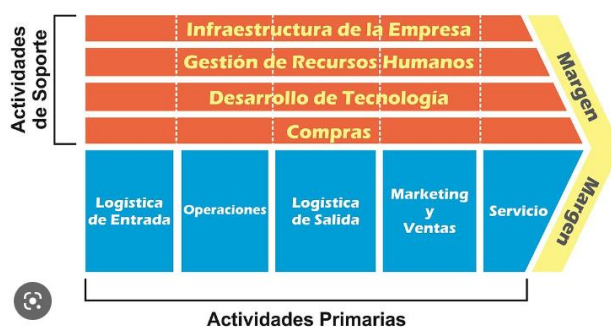 Actividades
de Soporte
Infraestructura de la Empresa
Gestión de Recursos Humanos
Desarrollo de Tecnología
Compras
Margen
Logística
de Entrada
Operaciones
Logística
de Salida
Marketing
y
Ventas
Servicio
Margen
Actividades Primarias